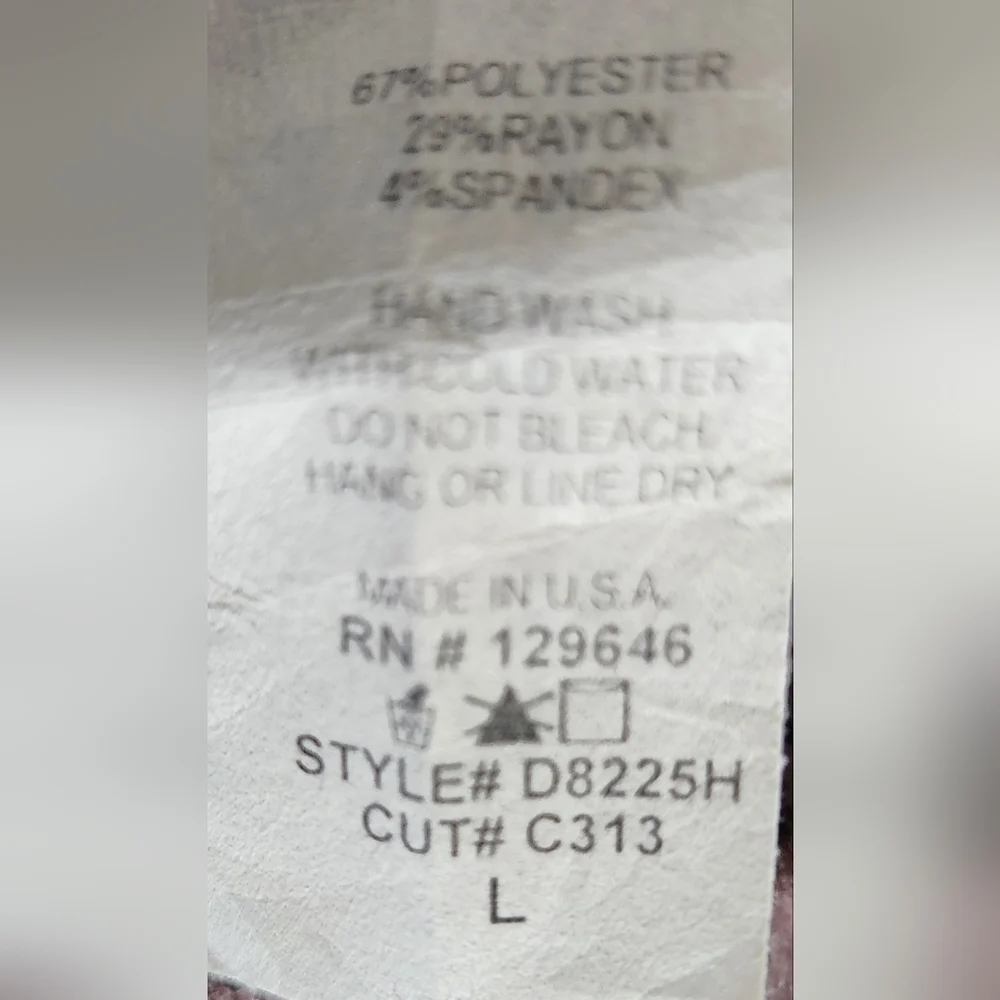 67%POLYESTER
29%RAYON
4%SPANDEX
HAND WASH
WITH COLD WATER
DO NOT BLEACH
HANG OR LINE DRY
MADE IN U.S.A.
RN # 129646
STYLE# D8225H
CUT# C313
L